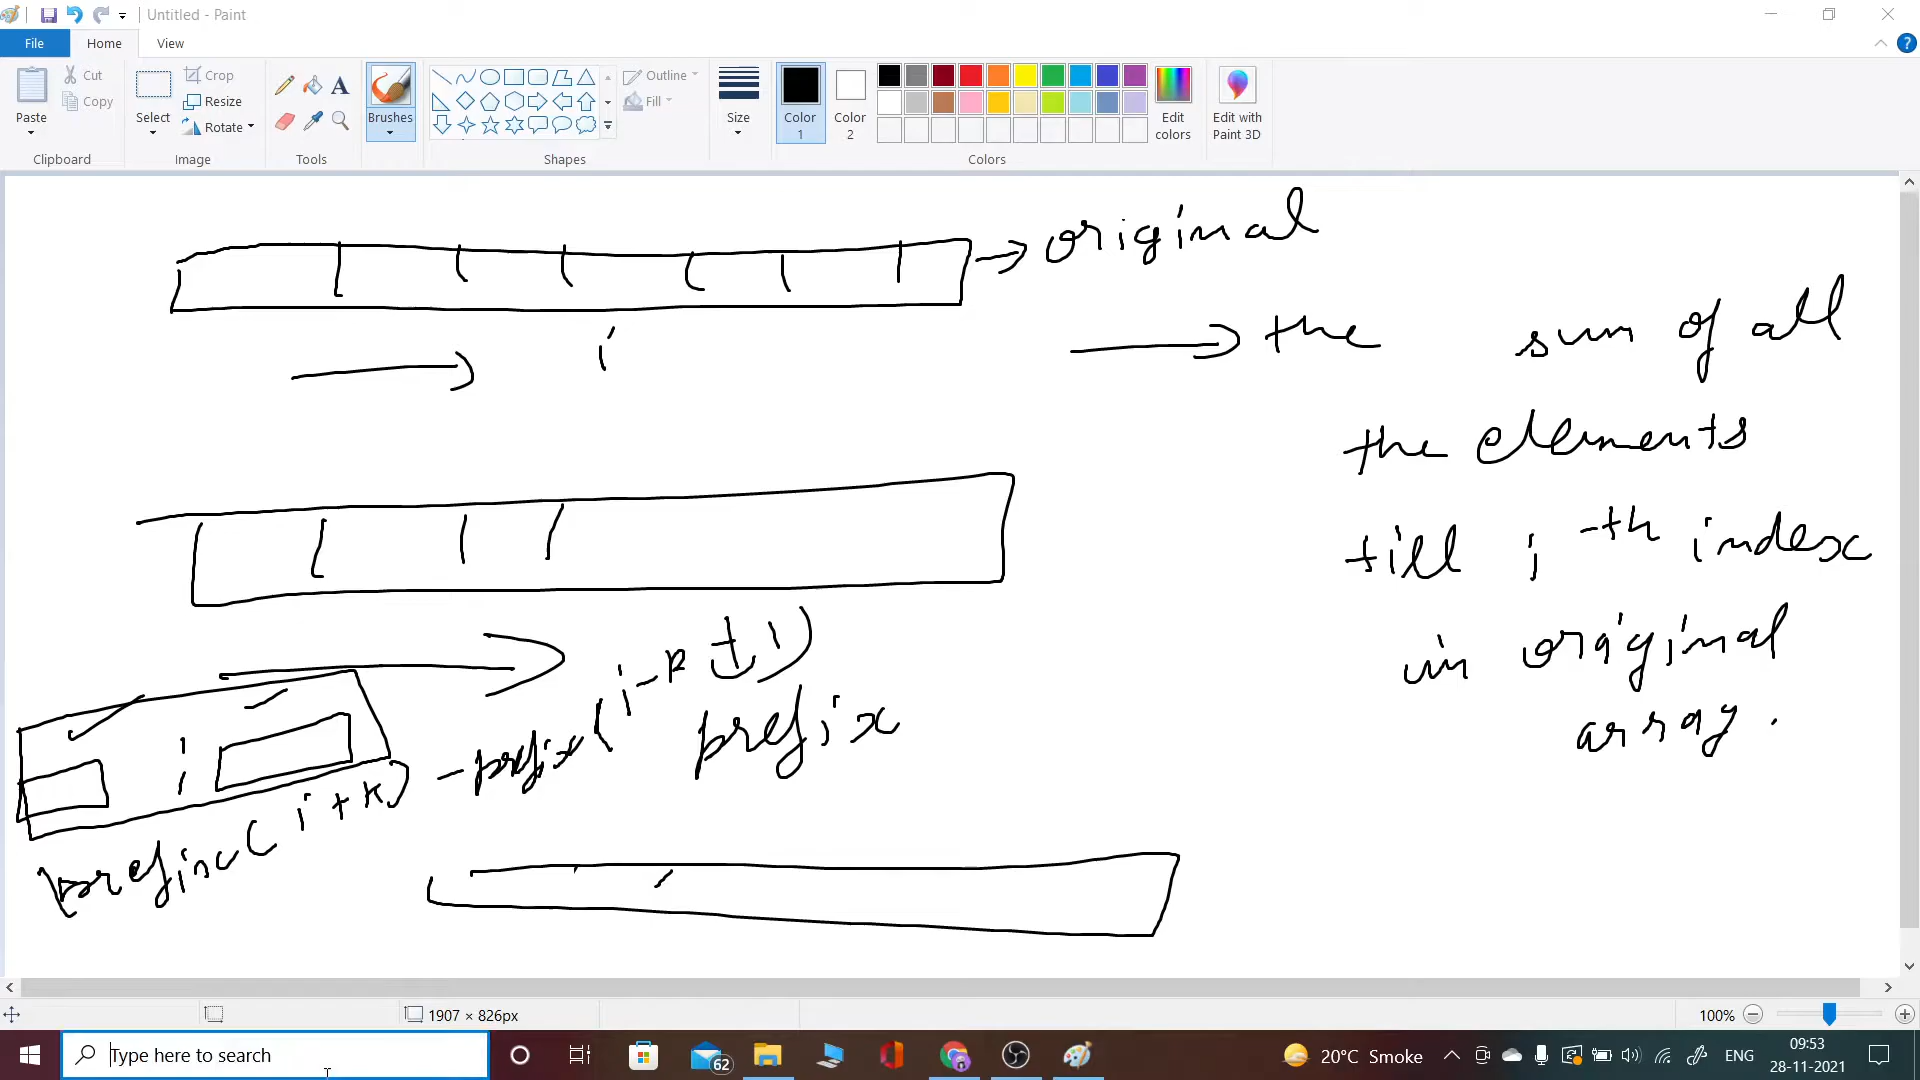 Untitled - Paint
File Home View
Paste
Cut
Copy
Clipboard
Select
Crop
Resize
Rotate
Image
Tools
Brushes
Outline
Fill
Shapes
Size
Color 1
Color 2
Edit colors
Edit with Paint 3D
Colors
original
i
the sum of all
the elements
till i-th index
in original
array.
prefix
prefix(i+k) -prefix(i-k+1)
i
1907 × 826px
100%
Type here to search
62
20°C Smoke
ENG
09:53
28-11-2021